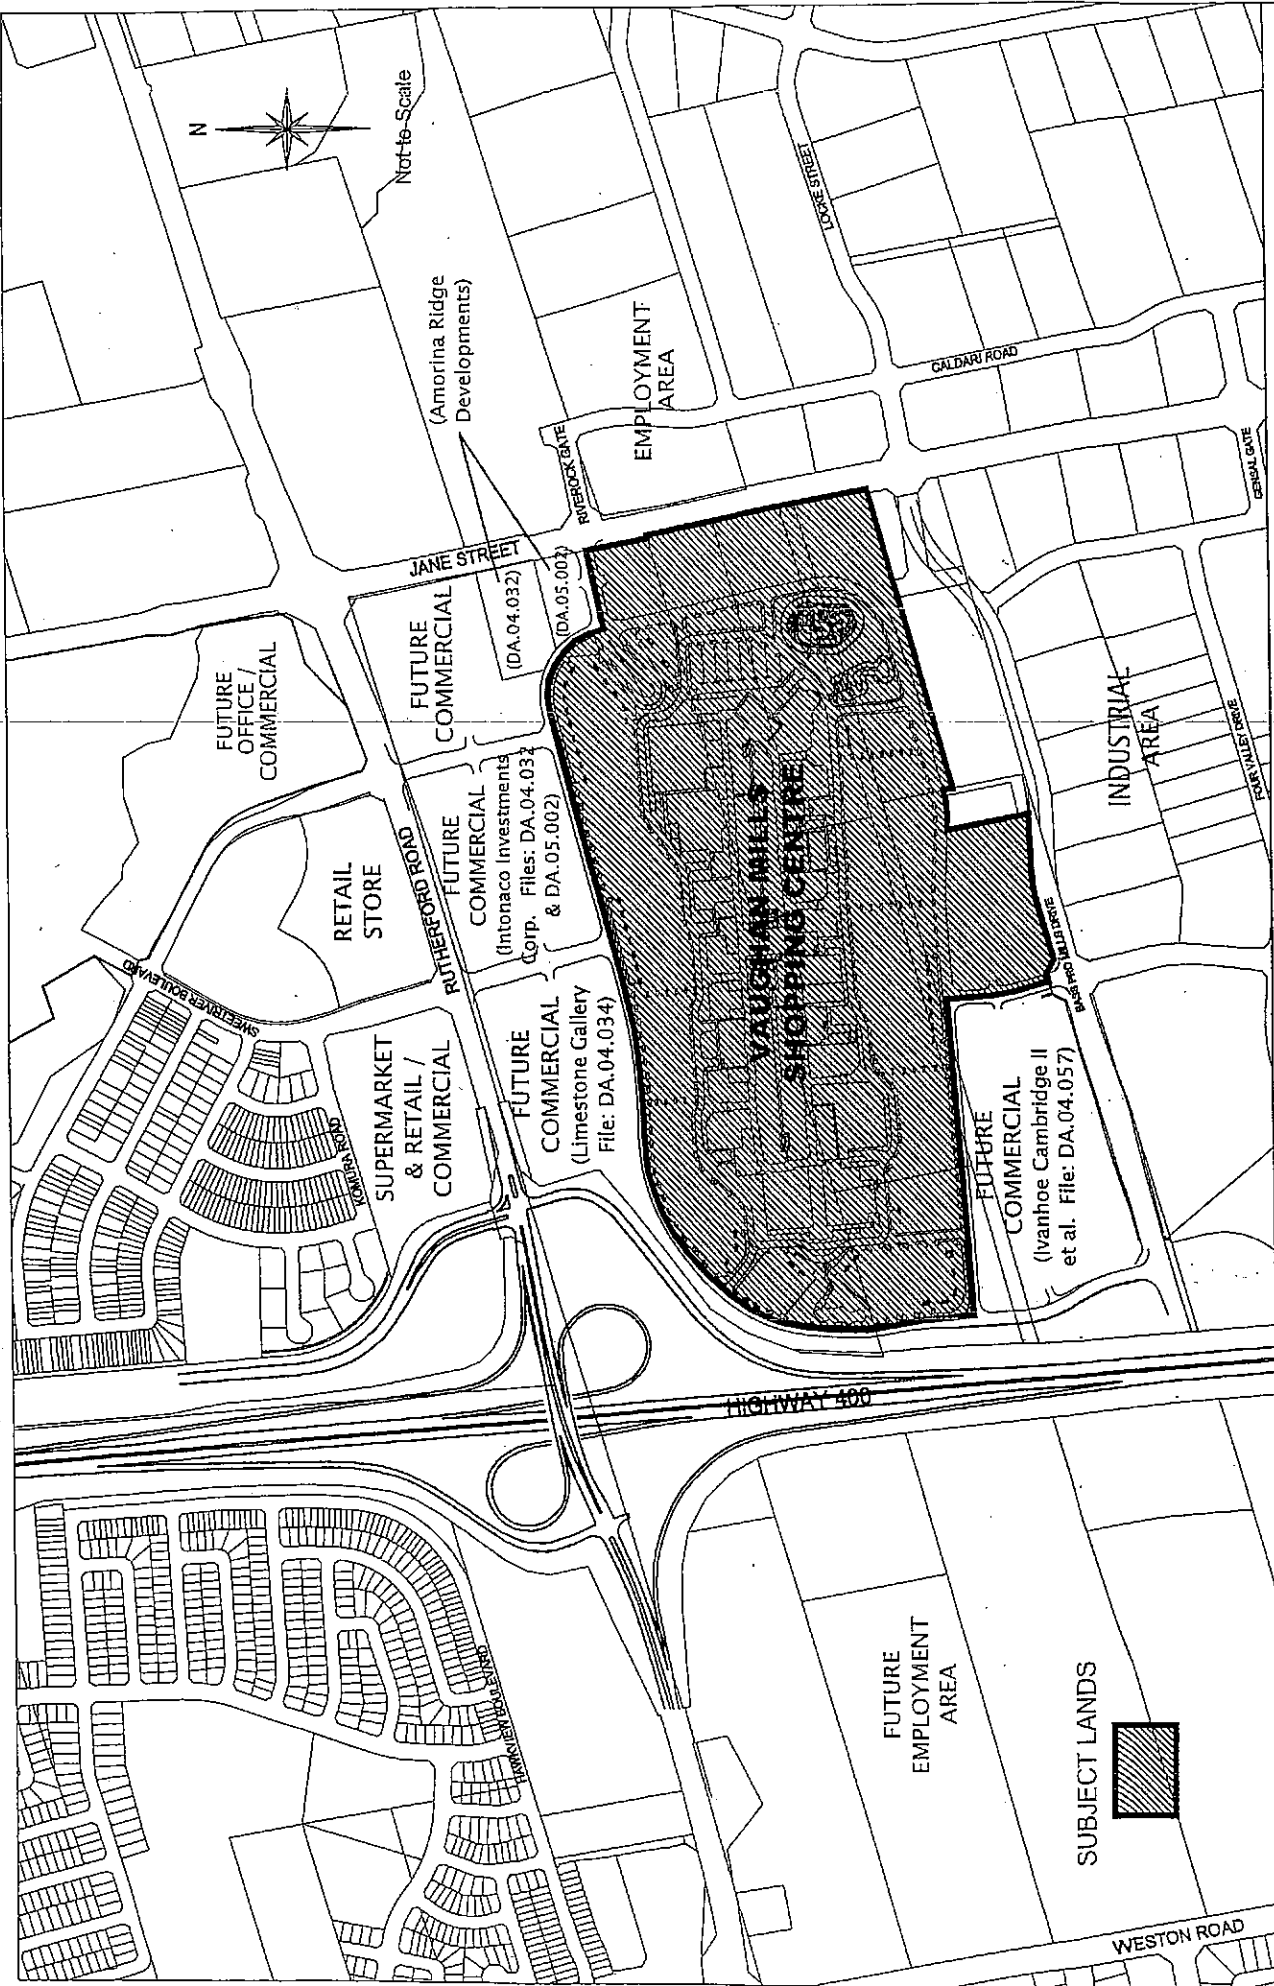 N
Not to Scale
(Amorina Ridge
Developments)
EMPLOYMENT
AREA
LOCKE STREET
CALDARI ROAD
RIVEROCK GATE
GENSAL GATE
JANE STREET
(DA.04.032)
(DA.05.002)
FUTURE
OFFICE /
COMMERCIAL
FUTURE
COMMERCIAL
RETAIL
STORE
RUTHERFORD ROAD
FUTURE
COMMERCIAL
(Intonaco Investments
Corp. Files: DA.04.032
& DA.05.002)
SWEETRIVER BOULEVARD
KOMURA ROAD
SUPERMARKET
& RETAIL /
COMMERCIAL
FUTURE
COMMERCIAL
(Limestone Gallery
File: DA.04.034)
VAUGHAN MILLS
SHOPPING CENTRE
INDUSTRIAL
AREA
FOUR VALLEY DRIVE
BASS PRO MILLS DRIVE
FUTURE
COMMERCIAL
(Ivanhoe Cambridge II
et al. File: DA.04.057)
HIGHWAY 400
HAWKVIEW BOULEVARD
FUTURE
EMPLOYMENT
AREA
SUBJECT LANDS
WESTON ROAD